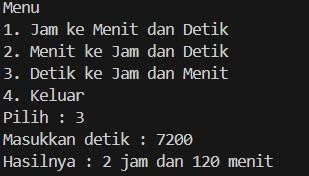 Menu
1. Jam ke Menit dan Detik
2. Menit ke Jam dan Detik
3. Detik ke Jam dan Menit
4. Keluar
Pilih : 3
Masukkan detik : 7200
Hasilnya : 2 jam dan 120 menit